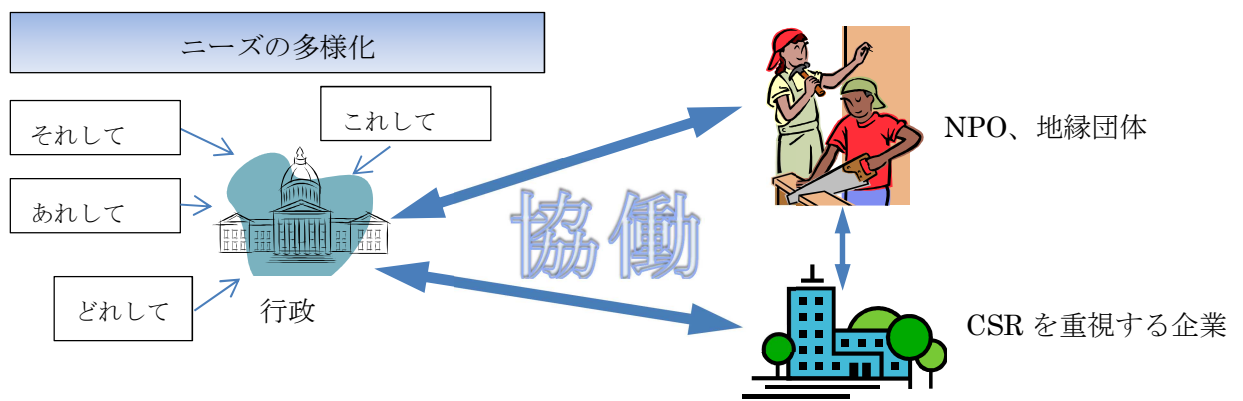 ニーズの多様化
それして
これして
あれして
どれして
行政
協働
NPO、地縁団体
CSR を重視する企業